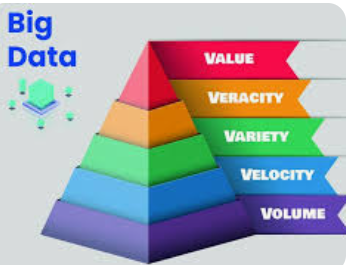 Big
Data
VALUE
VERACITY
VARIETY
VELOCITY
VOLUME